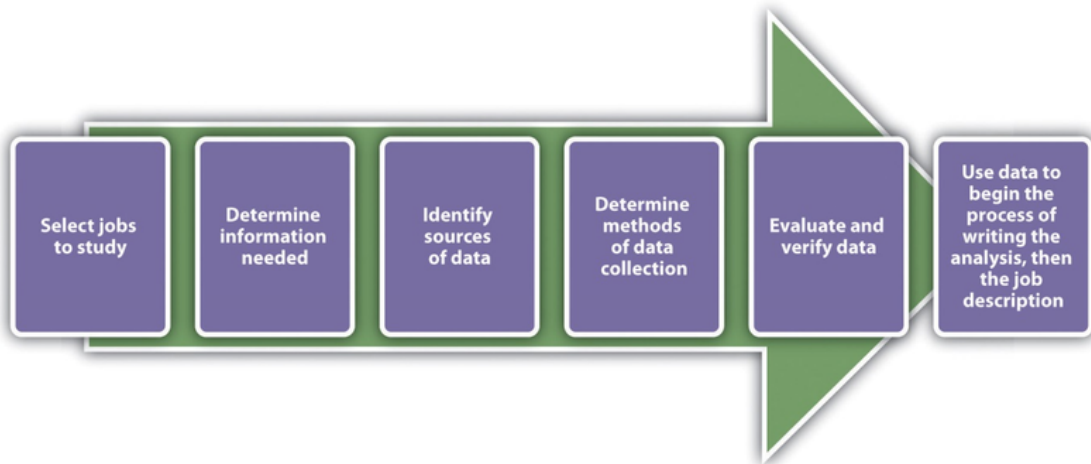 Select jobs
to study
Determine
information
needed
Identify
sources
of data
Determine
methods
of data
collection
Evaluate and
verify data
Use data to
begin the
process of
writing the
analysis, then
the job
description